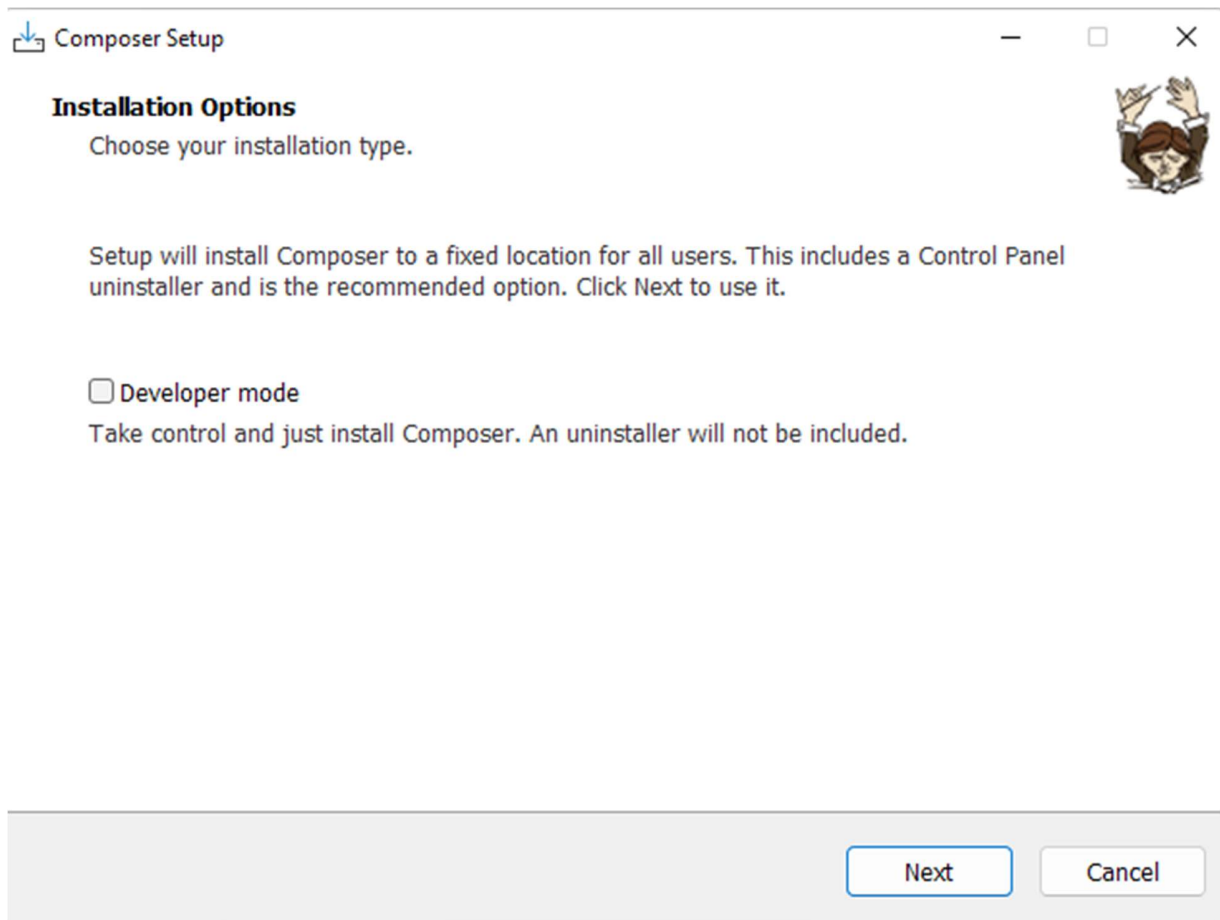 Composer Setup
Installation Options
Choose your installation type.
Setup will install Composer to a fixed location for all users. This includes a Control Panel
uninstaller and is the recommended option. Click Next to use it.
Developer mode
Take control and just install Composer. An uninstaller will not be included.
Next
Cancel